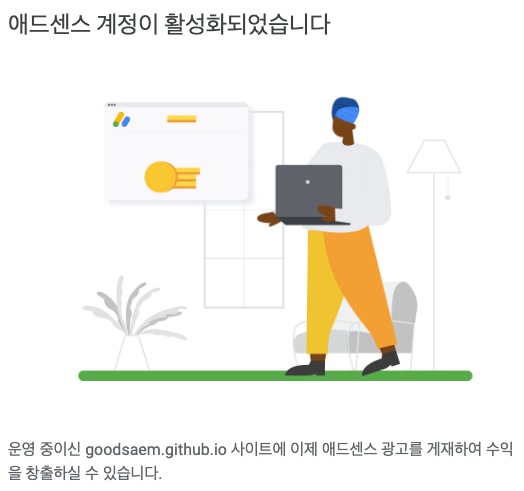 애드센스 계정이 활성화되었습니다
운영 중이신 goodsaem.github.io 사이트에 이제 애드센스 광고를 게재하여 수익
을 창출하실 수 있습니다.